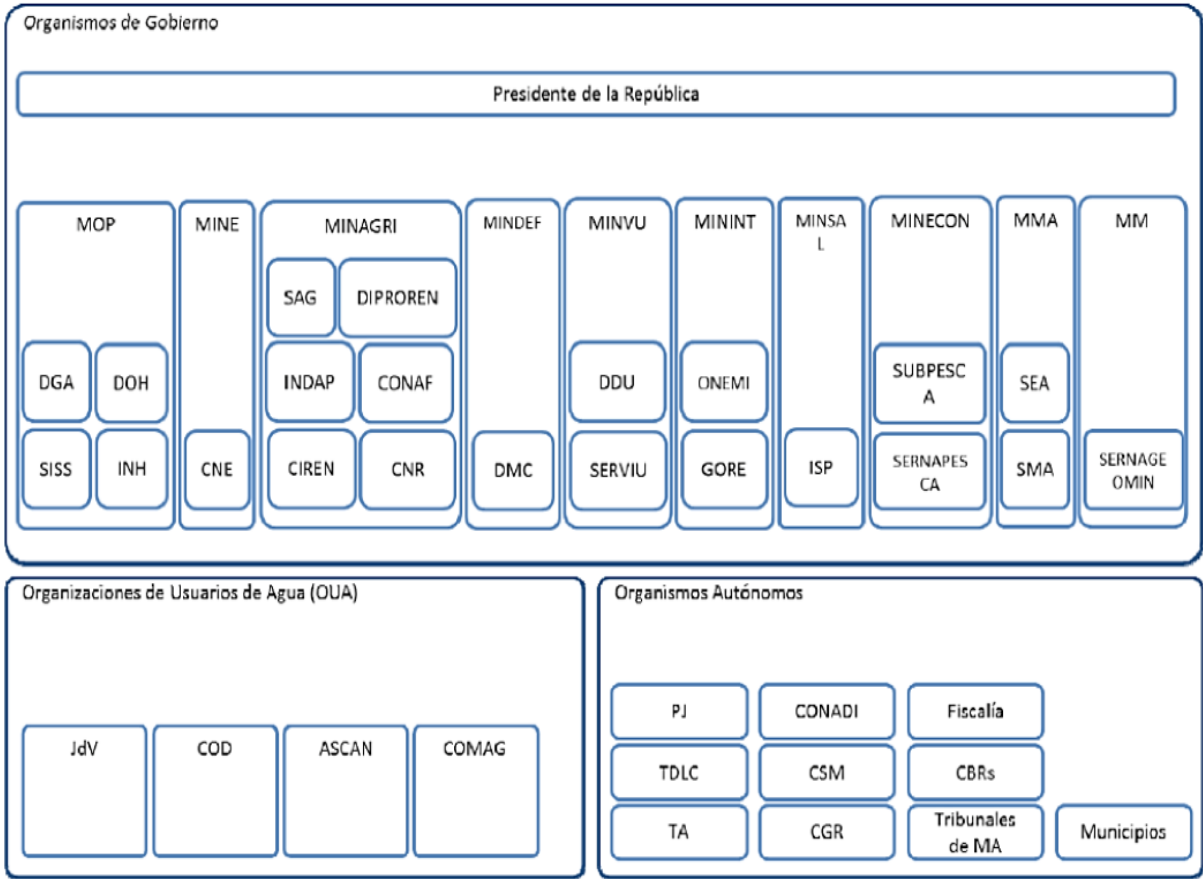 Organismos de Gobierno
Presidente de la República
MOP
MINE
MINAGRI
MINDEF
MINVU
MININT
MINSA
L
MINECON
MMA
MM
SAG
DIPROREN
DGA
DOH
INDAP
CONAF
DDU
ONEMI
SUBPESC
A
SEA
SISS
INH
CNE
CIREN
CNR
DMC
SERVIU
GORE
ISP
SERNAPES
CA
SMA
SERNAGE
OMIN
Organizaciones de Usuarios de Agua (OUA)
JdV
COD
ASCAN
COMAG
Organismos Autónomos
PJ
CONADI
Fiscalía
TDLC
CSM
CBRs
TA
CGR
Tribunales
de MA
Municipios